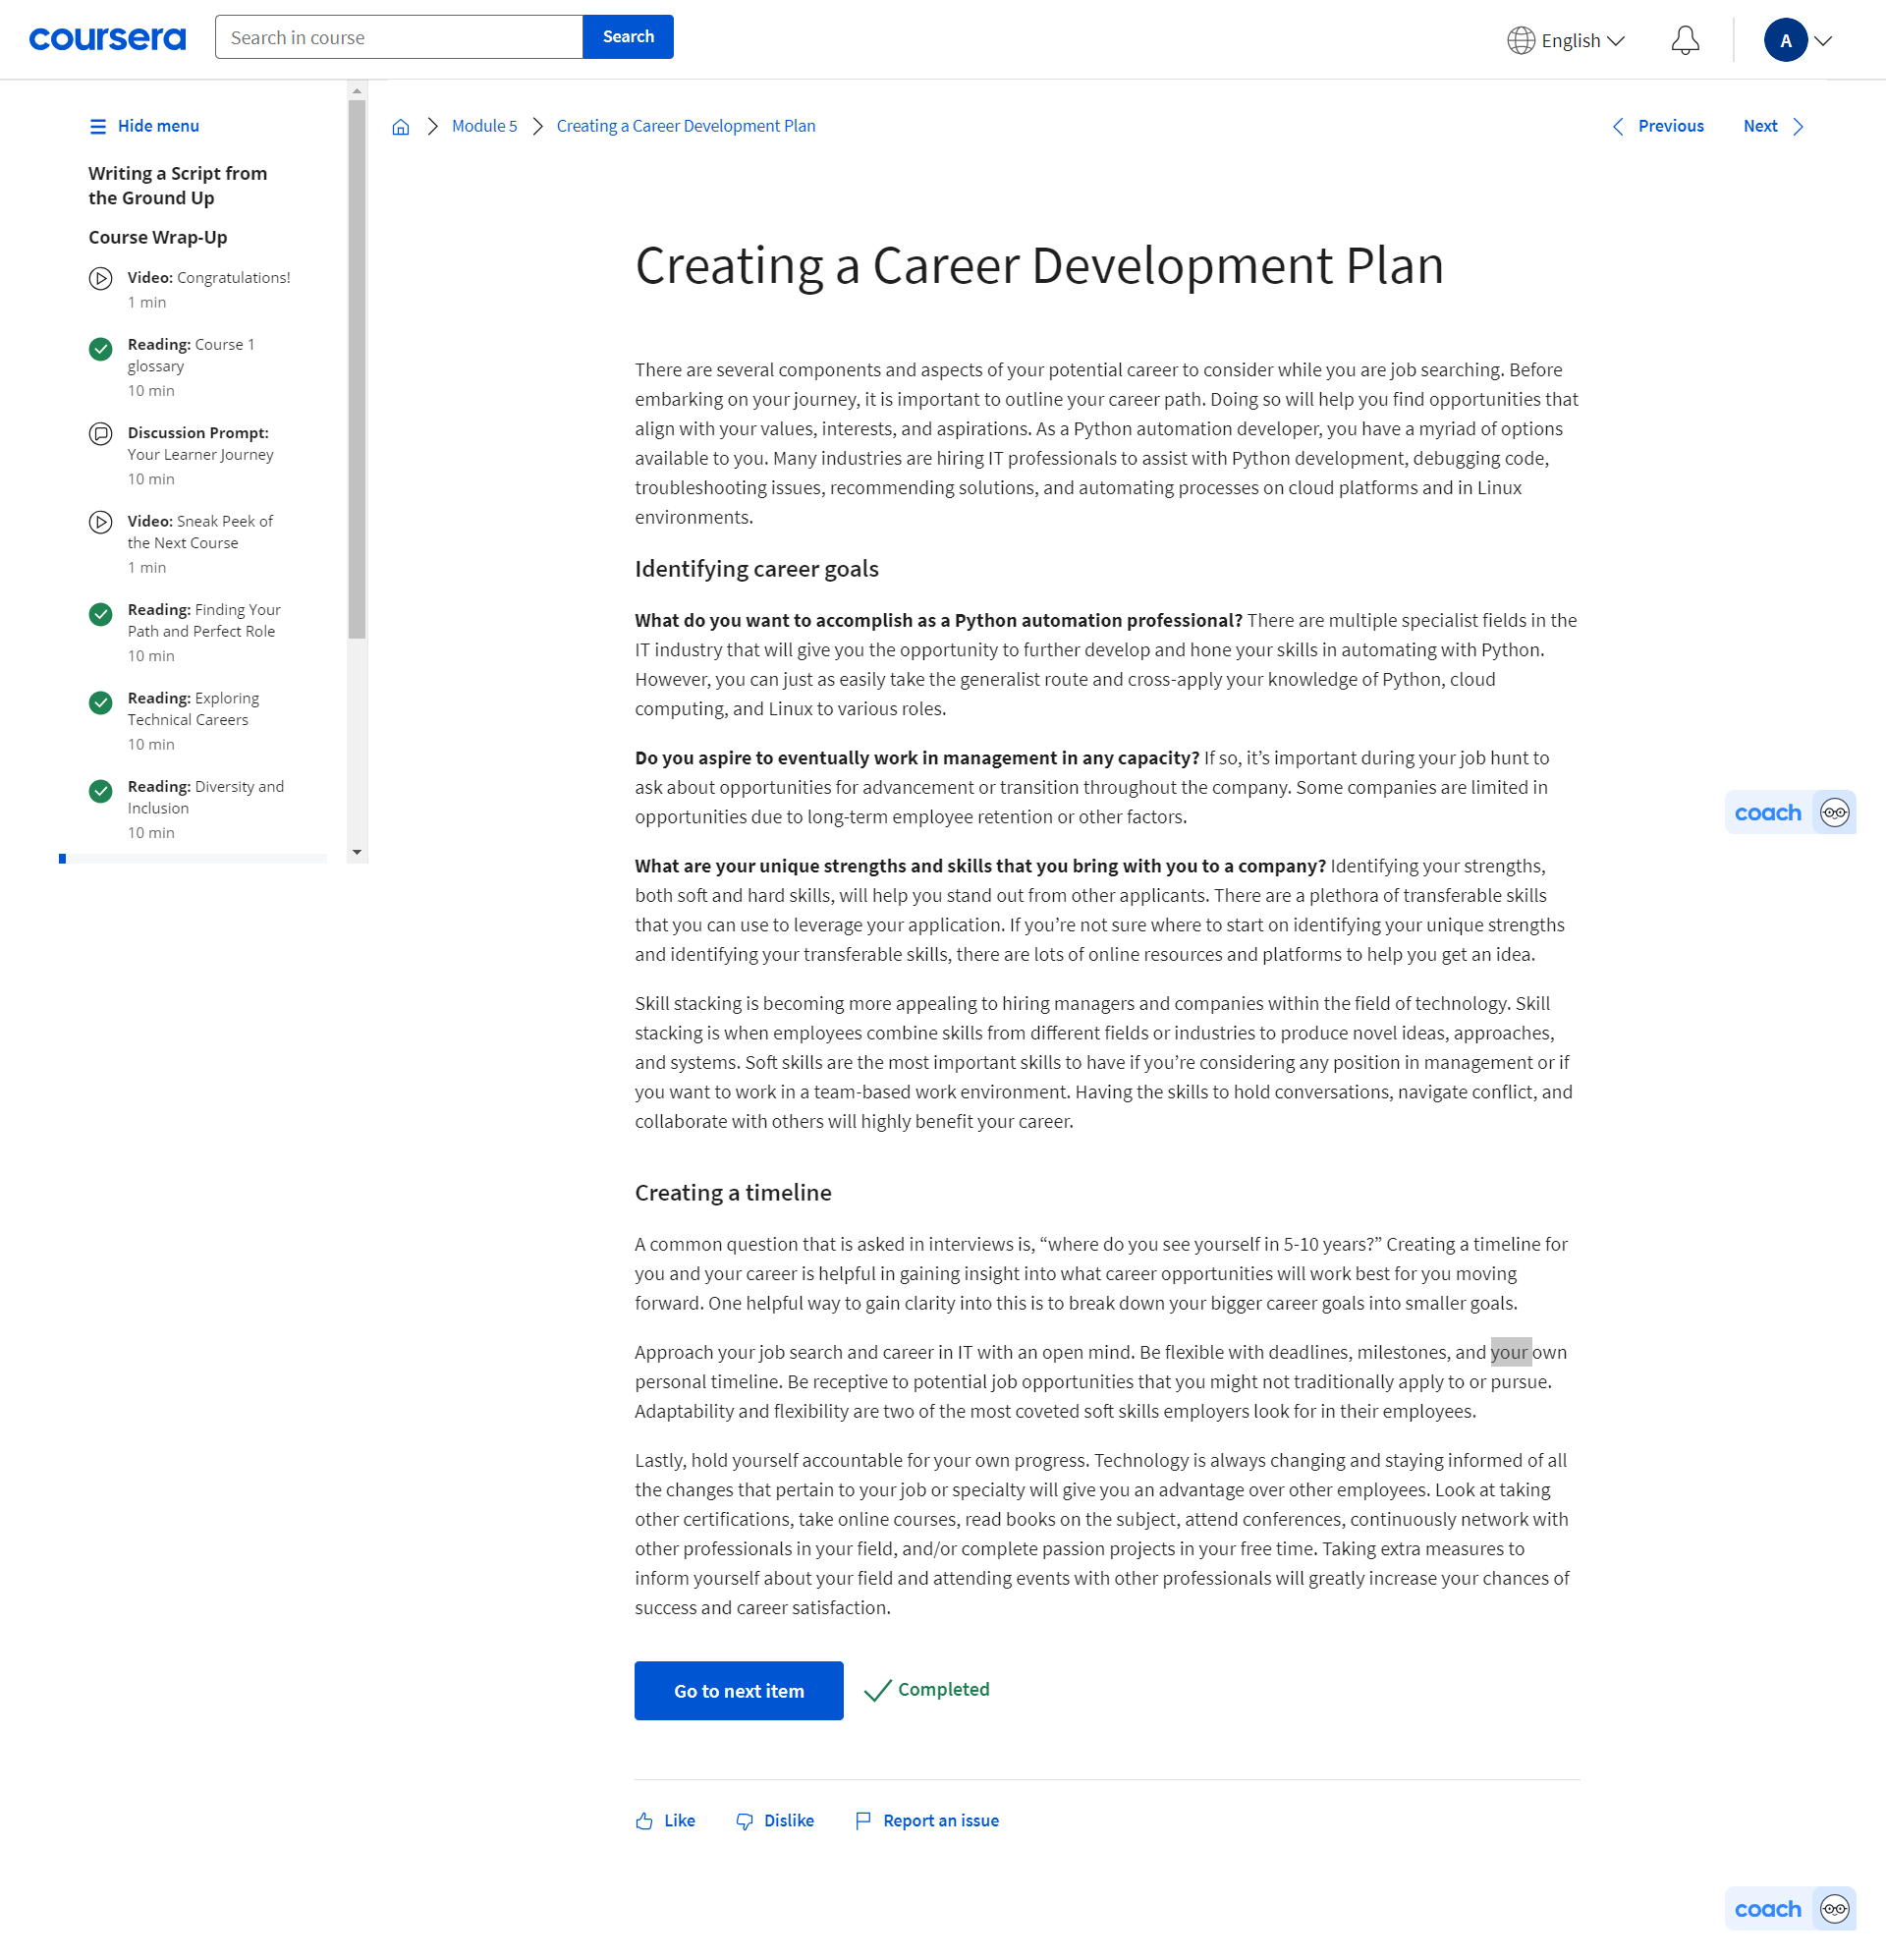 coursera
Search in course
Search
English
A
Hide menu
Writing a Script from
the Ground Up
Course Wrap-Up
Video: Congratulations!
1 min
Reading: Course 1
glossary
10 min
Discussion Prompt:
Your Learner Journey
10 min
Video: Sneak Peek of
the Next Course
1 min
Reading: Finding Your
Path and Perfect Role
10 min
Reading: Exploring
Technical Careers
10 min
Reading: Diversity and
Inclusion
10 min
Module 5
Creating a Career Development Plan
Previous
Next
Creating a Career Development Plan
There are several components and aspects of your potential career to consider while you are job searching. Before
embarking on your journey, it is important to outline your career path. Doing so will help you find opportunities that
align with your values, interests, and aspirations. As a Python automation developer, you have a myriad of options
available to you. Many industries are hiring IT professionals to assist with Python development, debugging code,
troubleshooting issues, recommending solutions, and automating processes on cloud platforms and in Linux
environments.
Identifying career goals
What do you want to accomplish as a Python automation professional? There are multiple specialist fields in the
IT industry that will give you the opportunity to further develop and hone your skills in automating with Python.
However, you can just as easily take the generalist route and cross-apply your knowledge of Python, cloud
computing, and Linux to various roles.
Do you aspire to eventually work in management in any capacity? If so, it’s important during your job hunt to
ask about opportunities for advancement or transition throughout the company. Some companies are limited in
opportunities due to long-term employee retention or other factors.
What are your unique strengths and skills that you bring with you to a company? Identifying your strengths,
both soft and hard skills, will help you stand out from other applicants. There are a plethora of transferable skills
that you can use to leverage your application. If you’re not sure where to start on identifying your unique strengths
and identifying your transferable skills, there are lots of online resources and platforms to help you get an idea.
Skill stacking is becoming more appealing to hiring managers and companies within the field of technology. Skill
stacking is when employees combine skills from different fields or industries to produce novel ideas, approaches,
and systems. Soft skills are the most important skills to have if you’re considering any position in management or if
you want to work in a team-based work environment. Having the skills to hold conversations, navigate conflict, and
collaborate with others will highly benefit your career.
Creating a timeline
A common question that is asked in interviews is, “where do you see yourself in 5-10 years?” Creating a timeline for
you and your career is helpful in gaining insight into what career opportunities will work best for you moving
forward. One helpful way to gain clarity into this is to break down your bigger career goals into smaller goals.
Approach your job search and career in IT with an open mind. Be flexible with deadlines, milestones, and your own
personal timeline. Be receptive to potential job opportunities that you might not traditionally apply to or pursue.
Adaptability and flexibility are two of the most coveted soft skills employers look for in their employees.
Lastly, hold yourself accountable for your own progress. Technology is always changing and staying informed of all
the changes that pertain to your job or specialty will give you an advantage over other employees. Look at taking
other certifications, take online courses, read books on the subject, attend conferences, continuously network with
other professionals in your field, and/or complete passion projects in your free time. Taking extra measures to
inform yourself about your field and attending events with other professionals will greatly increase your chances of
success and career satisfaction.
Go to next item
Completed
Like
Dislike
Report an issue
coach
coach